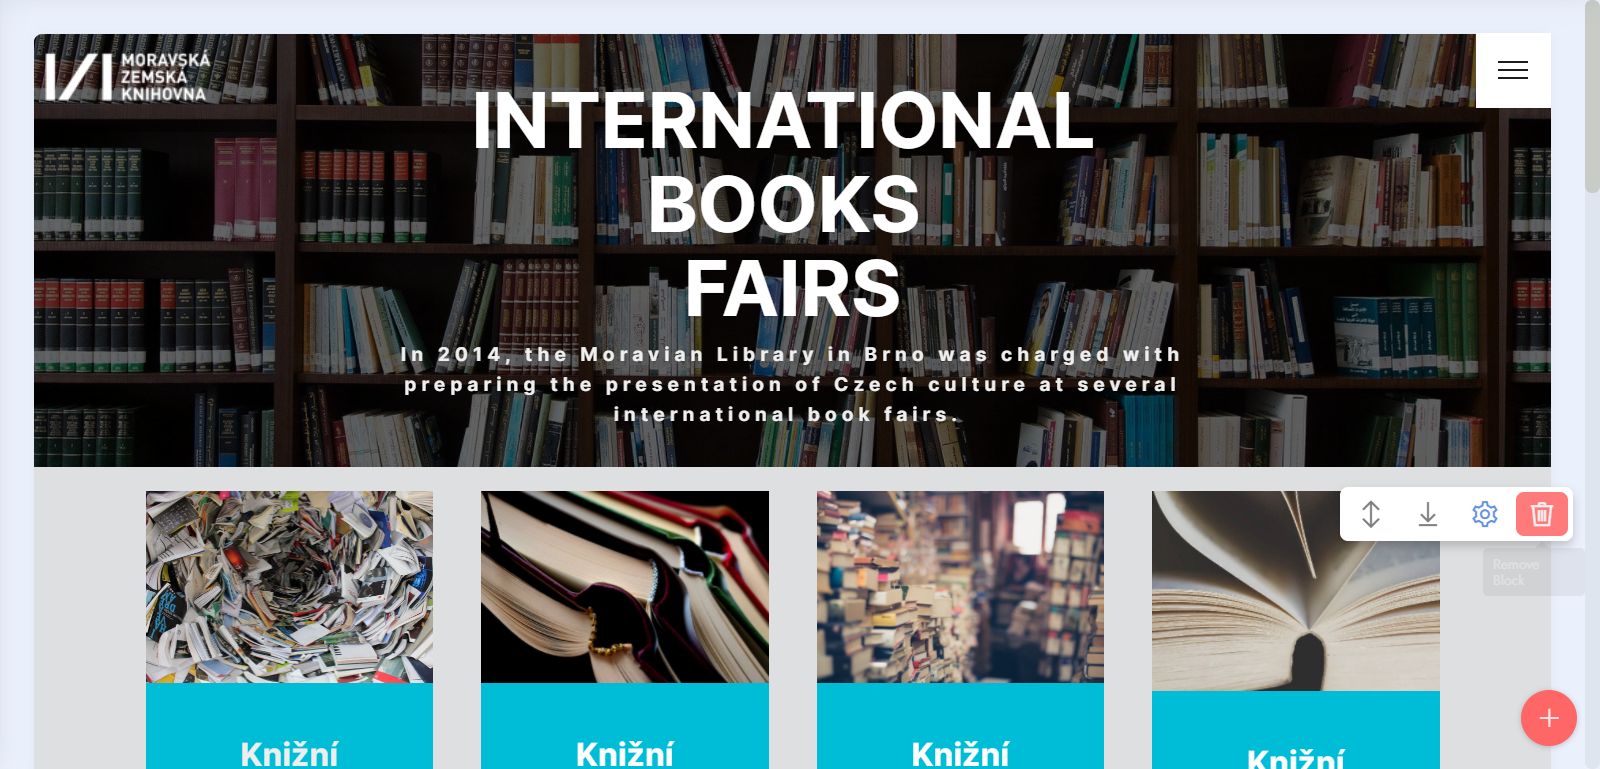 MORAVSKÁ
ZEMSKÁ
KNIHOVNA
INTERNATIONAL
BOOKS
FAIRS
In 2014, the Moravian Library in Brno was charged with
preparing the presentation of Czech culture at several
international book fairs.
Remove
Block
Knižní
Knižní
Knižní
Knižní